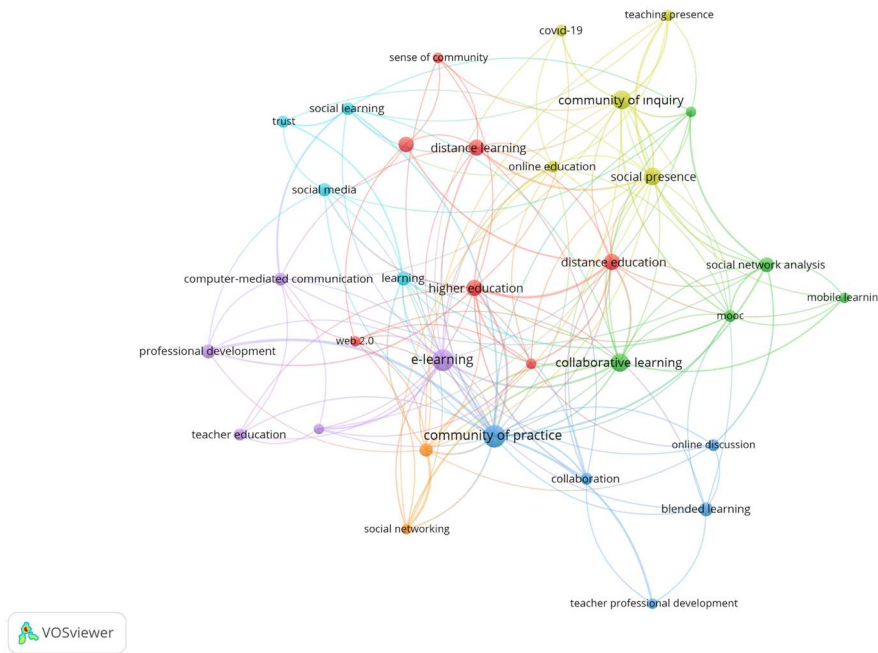 teaching presence
covid-19
sense of community
community of inquiry
social learning
trust
distance learning
online education
social presence
social media
distance education
social network analysis
computer-mediated communication
learning
higher education
mobile learnin
mooc
web 2.0
professional development
e-learning
collaborative learning
teacher education
community of practice
online discussion
collaboration
blended learning
social networking
teacher professional development
VOSviewer